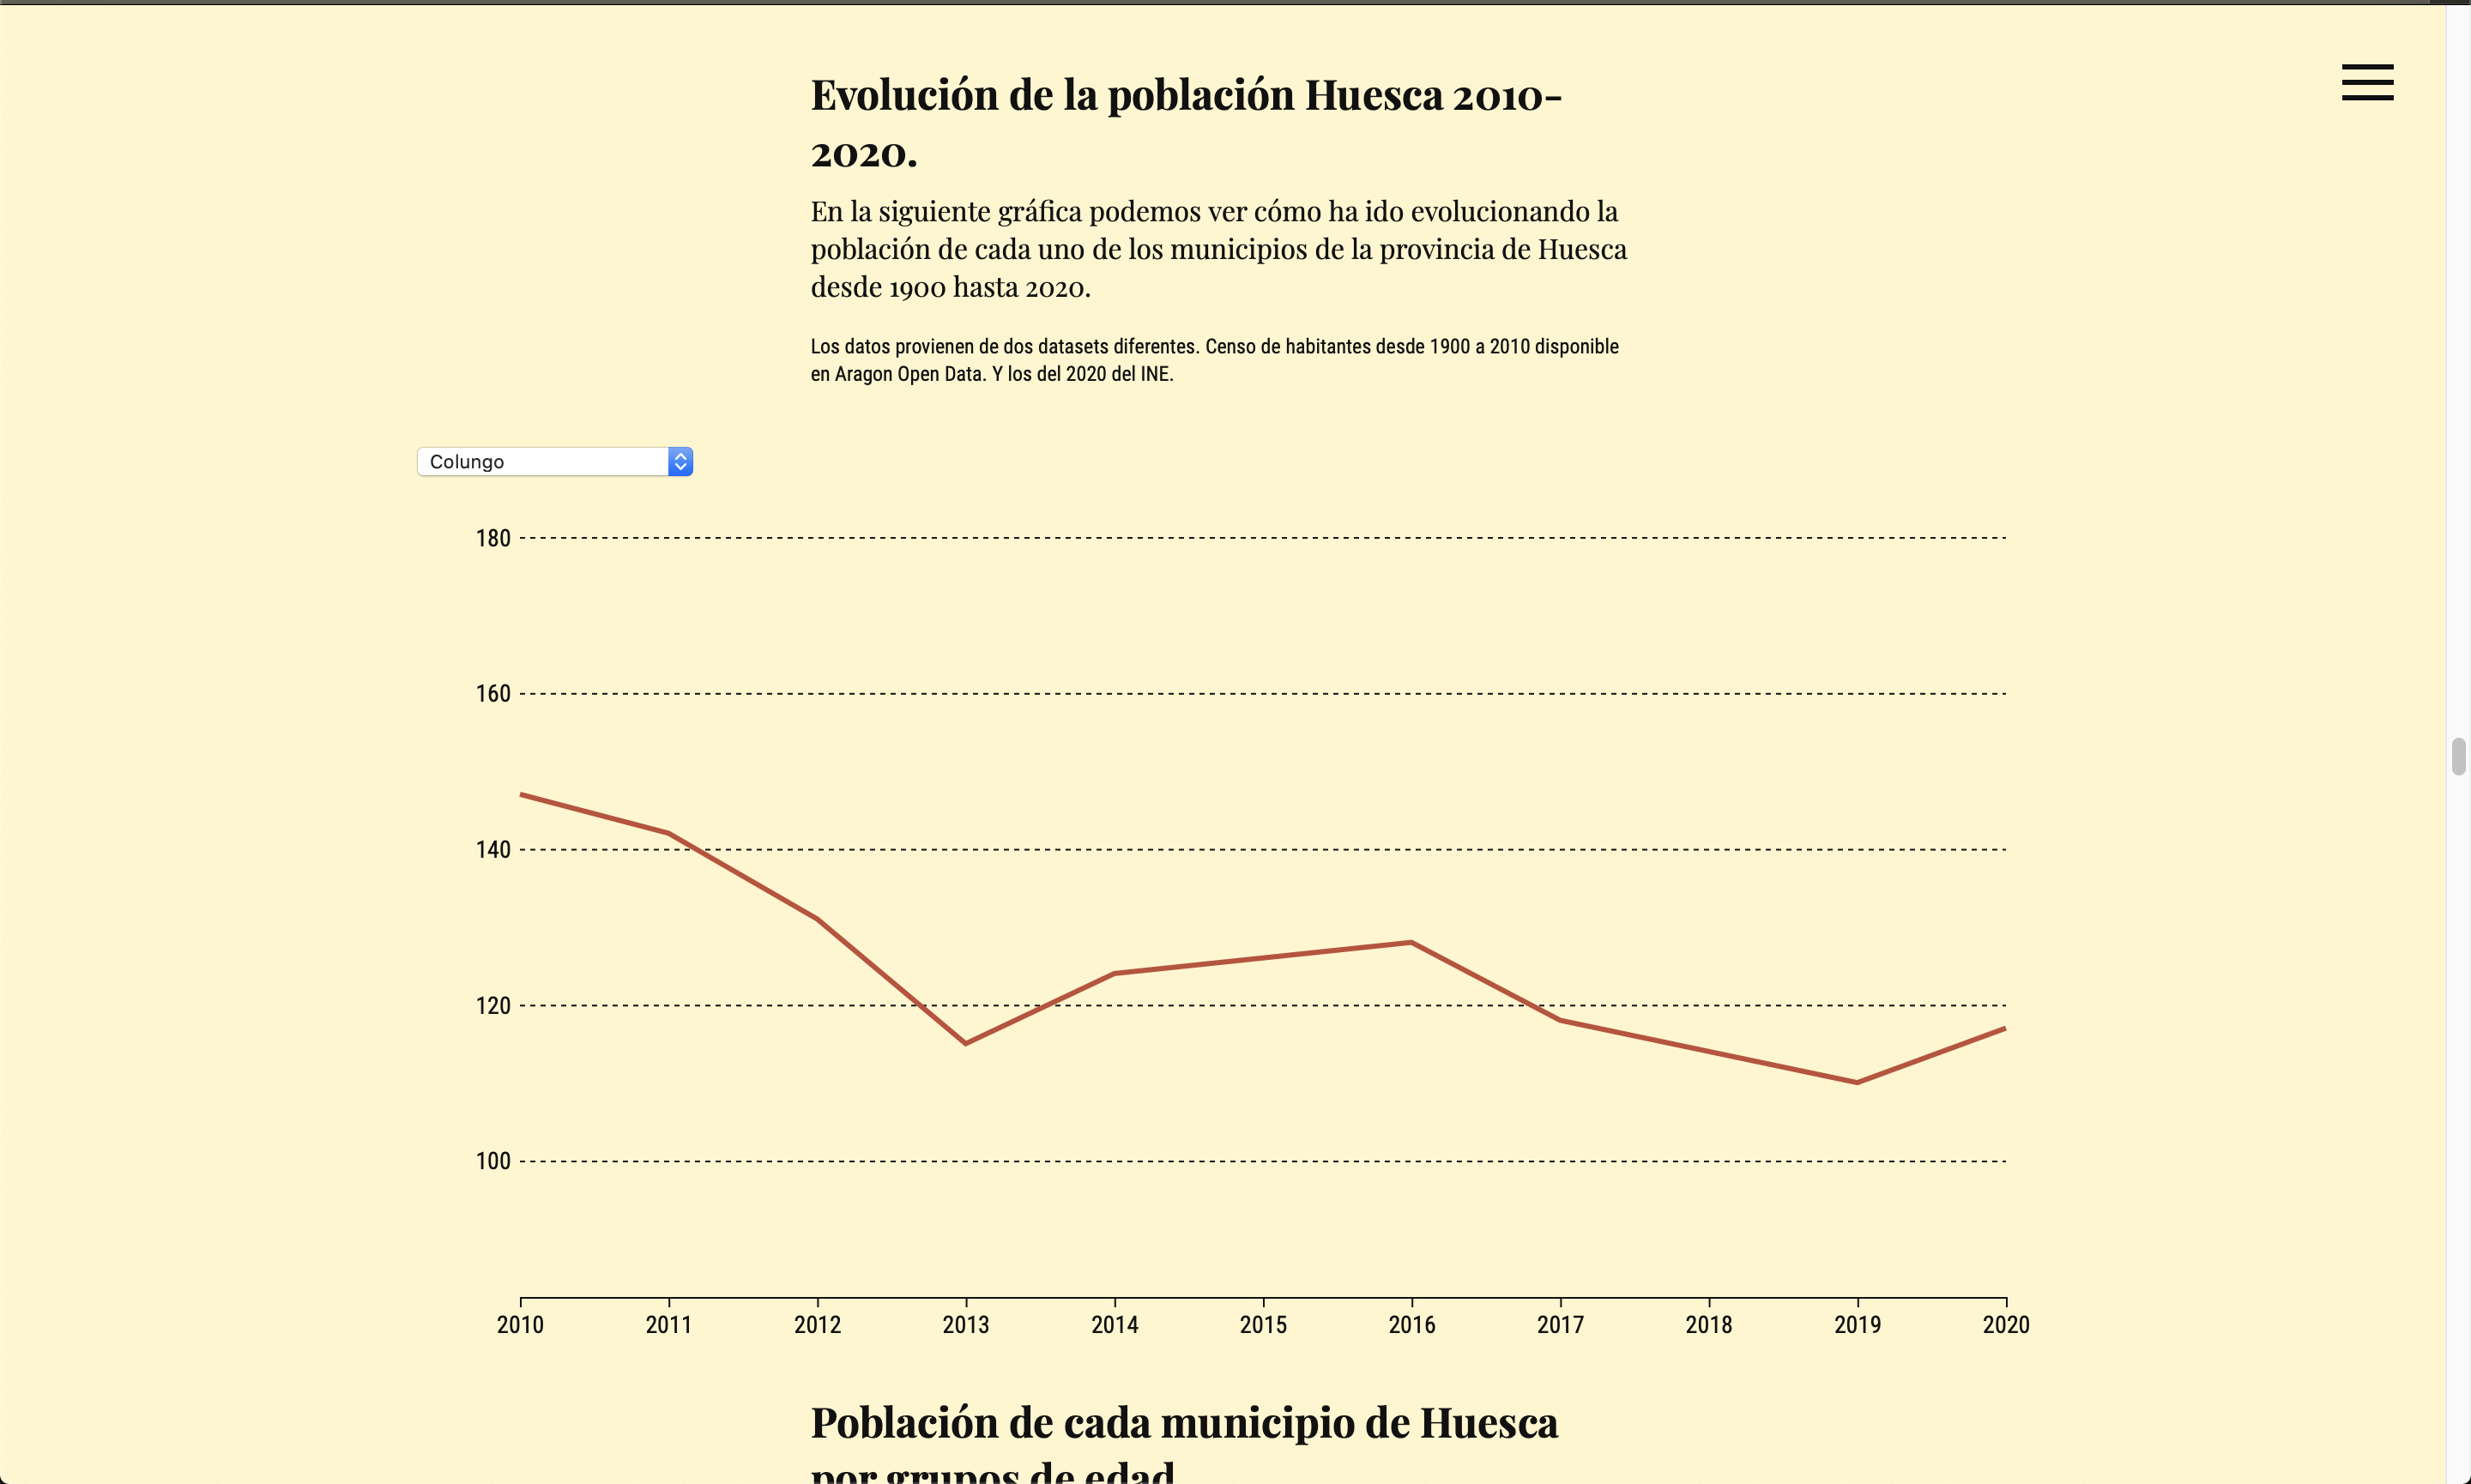 Evolución de la población Huesca 2010-
2020.
En la siguiente gráfica podemos ver cómo ha ido evolucionando la
población de cada uno de los municipios de la provincia de Huesca
desde 1900 hasta 2020.
Los datos provienen de dos datasets diferentes. Censo de habitantes desde 1900 a 2010 disponible
en Aragon Open Data. Y los del 2020 del INE.
Colungo
180
160
140
120
100
2010 2011 2012 2013 2014 2015 2016 2017 2018 2019 2020
Población de cada municipio de Huesca
por grupos de edad